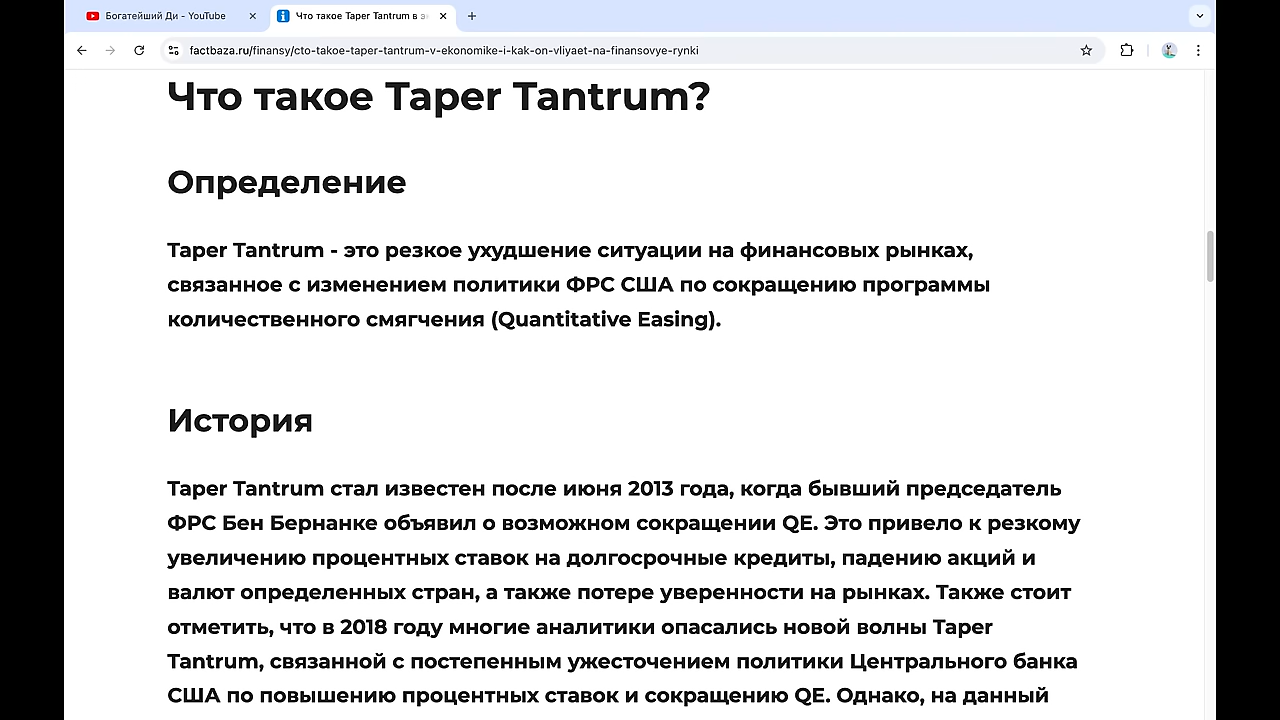 Богатейший Ди - YouTube
Что такое Taper Tantrum в э
factbaza.ru/finansy/cto-takoe-taper-tantrum-v-ekonomike-i-kak-on-vliyaet-na-finansovye-rynki
Что такое Taper Tantrum?
Определение
Taper Tantrum - это резкое ухудшение ситуации на финансовых рынках,
связанное с изменением политики ФРС США по сокращению программы
количественного смягчения (Quantitative Easing).
История
Taper Tantrum стал известен после июня 2013 года, когда бывший председатель
ФРС Бен Бернанке объявил о возможном сокращении QE. Это привело к резкому
увеличению процентных ставок на долгосрочные кредиты, падению акций и
валют определенных стран, а также потере уверенности на рынках. Также стоит
отметить, что в 2018 году многие аналитики опасались новой волны Taper
Tantrum, связанной с постепенным ужесточением политики Центрального банка
США по повышению процентных ставок и сокращению QE. Однако, на данный